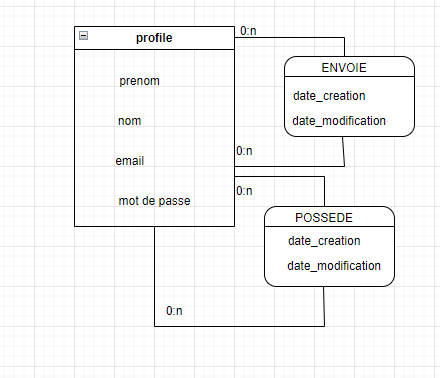 profile
prenom
nom
email
mot de passe
0:n
ENVOIE
date_creation
date_modification
0:n
0:n
POSSEDE
date_creation
date_modification
0:n